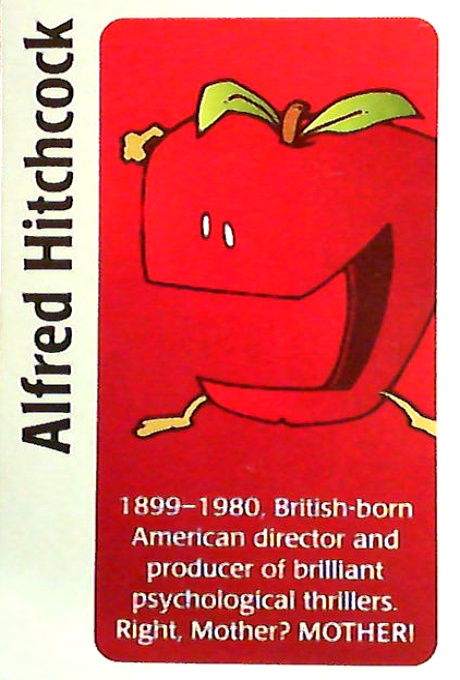 Alfred Hitchcock
1899–1980, British-born
American director and
producer of brilliant
psychological thrillers.
Right, Mother? MOTHER!